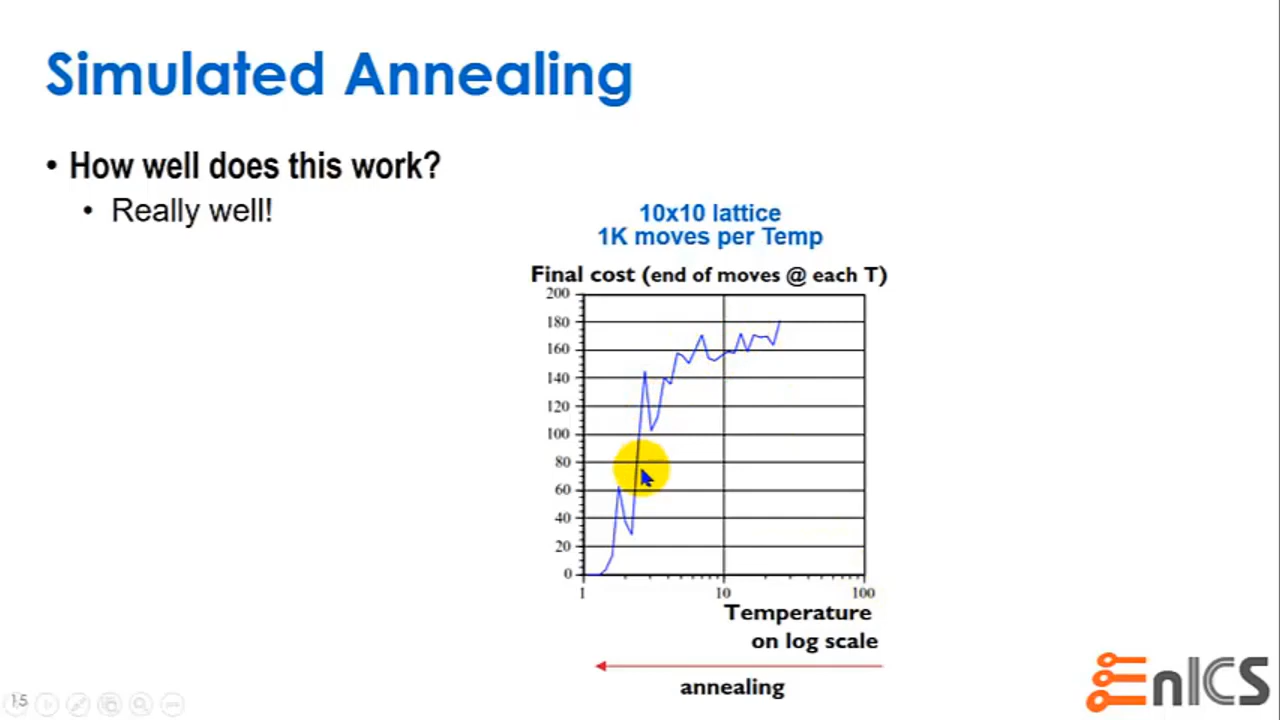 Simulated Annealing
• How well does this work?
• Really well!
10x10 lattice
1K moves per Temp
Final cost (end of moves @ each T)
200
180
160
140
120
100
80
60
40
20
0
1 10 100
Temperature
on log scale
annealing
15
EnICS